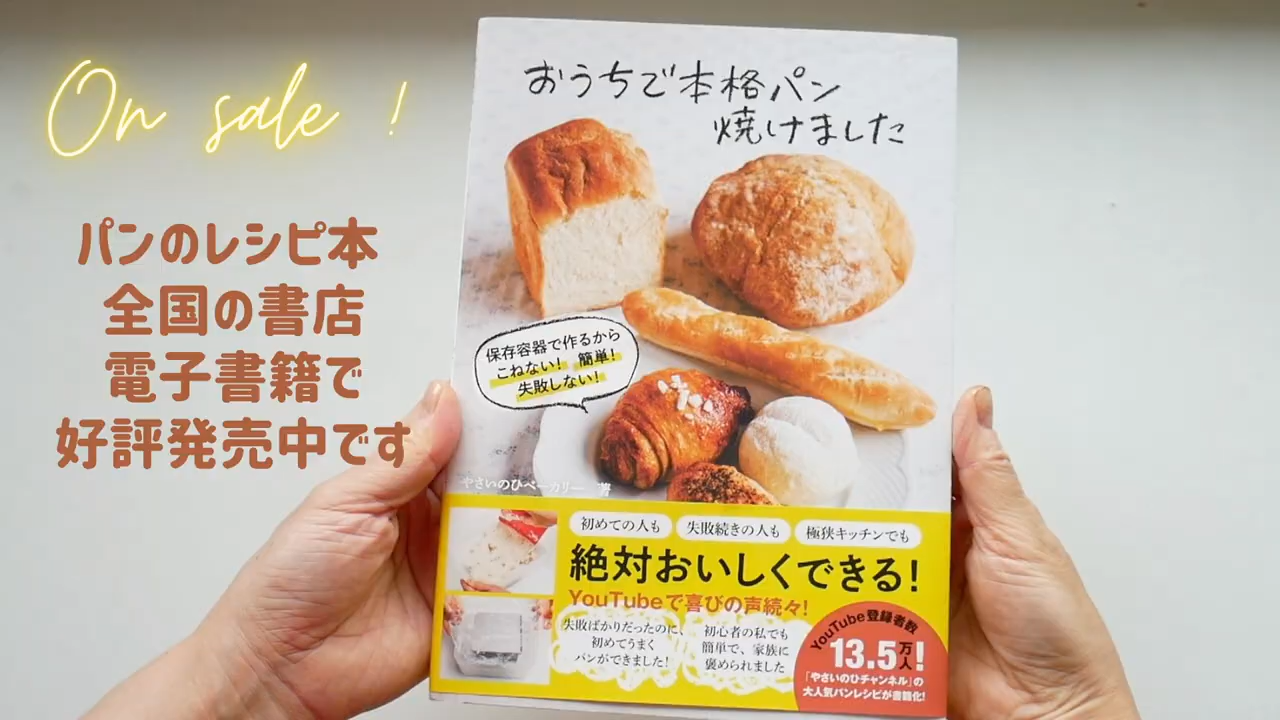 On sale !
パンのレシピ本
全国の書店
電子書籍で
好評発売中です
おうちで本格パン
焼けました
保存容器で作るから
こねない! 簡単!
失敗しない!
やさいのひベーカリー 著
初めての人も 失敗続きの人も 極狭キッチンでも
絶対おいしくできる!
YouTubeで喜びの声続々!
失敗ばかりだったのに、
初めてうまく
パンができました!
初心者の私でも
簡単で、家族に
褒められました
YouTube登録者数
13.5万人!
「やさいのひチャンネル」の
大人気パンレシピが書籍化!